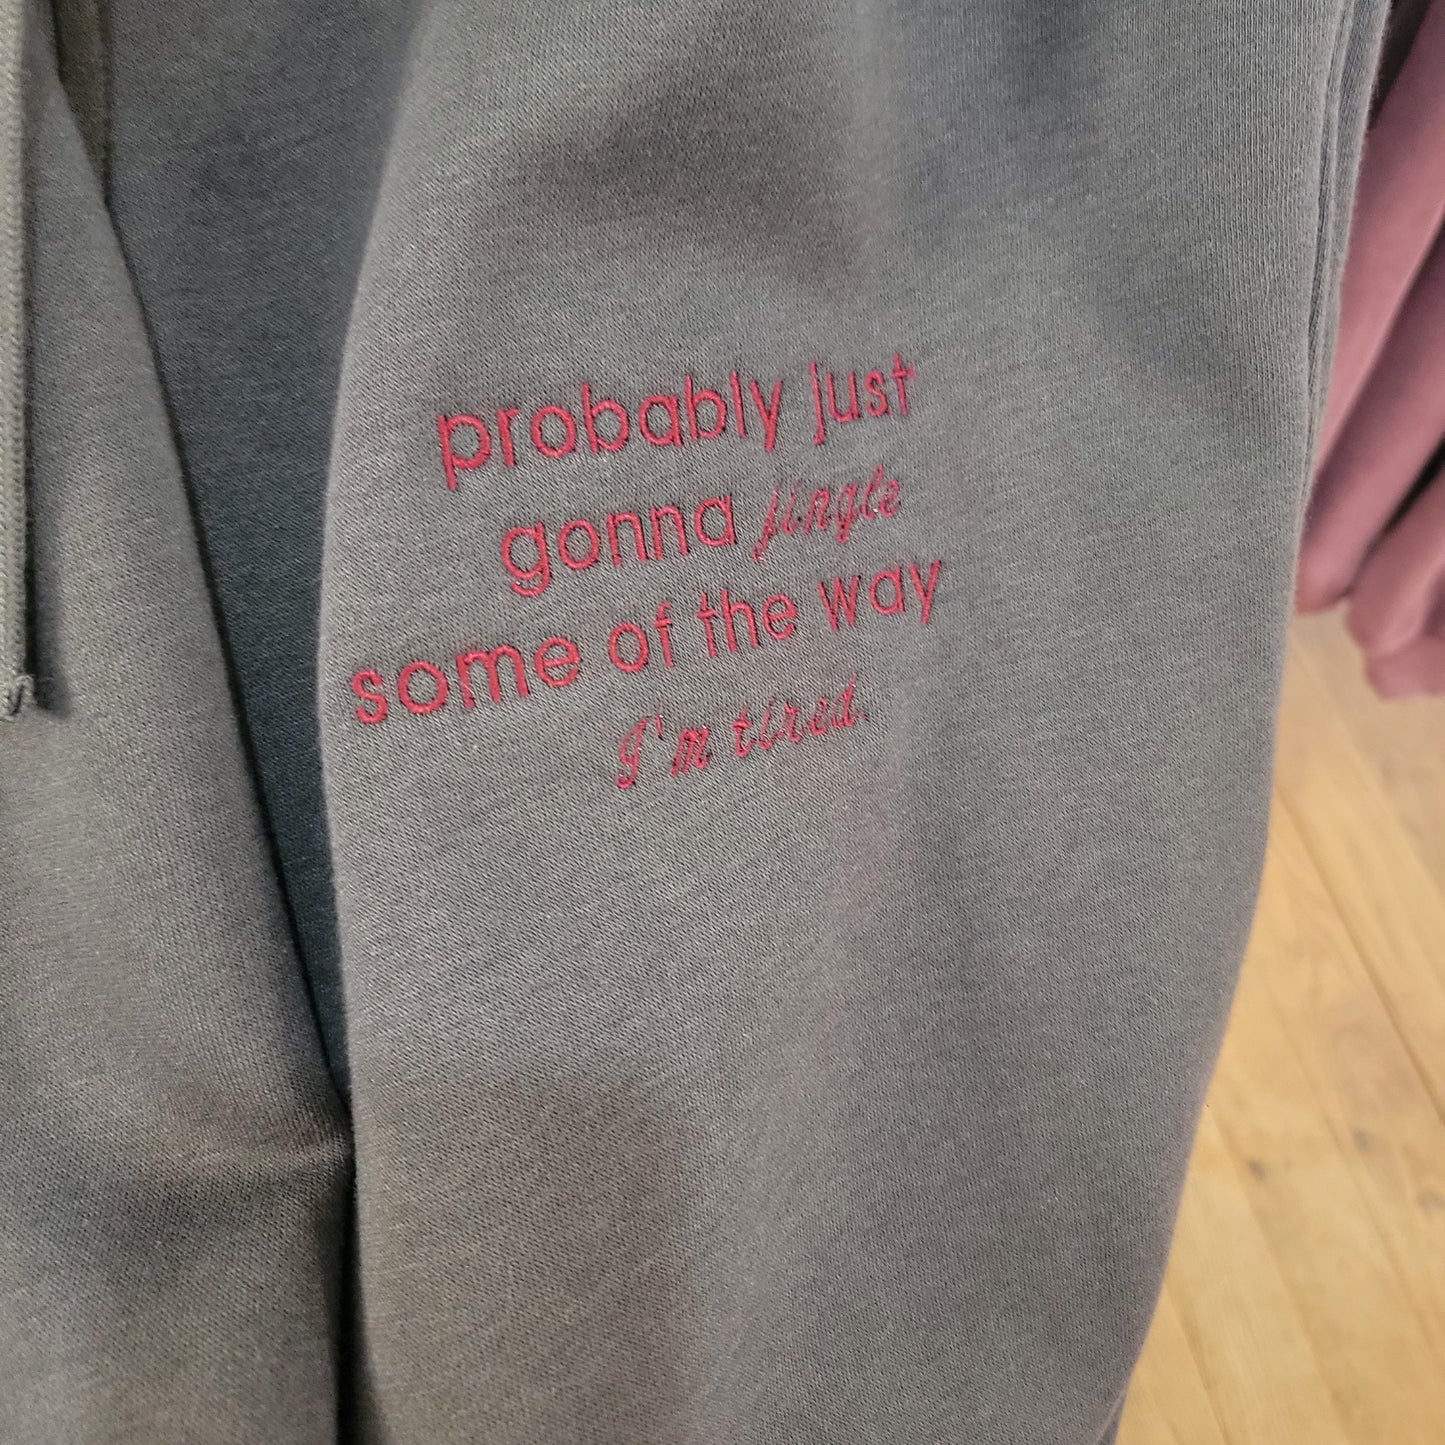 probably just
gonna jingle
some of the way
I'm tired.